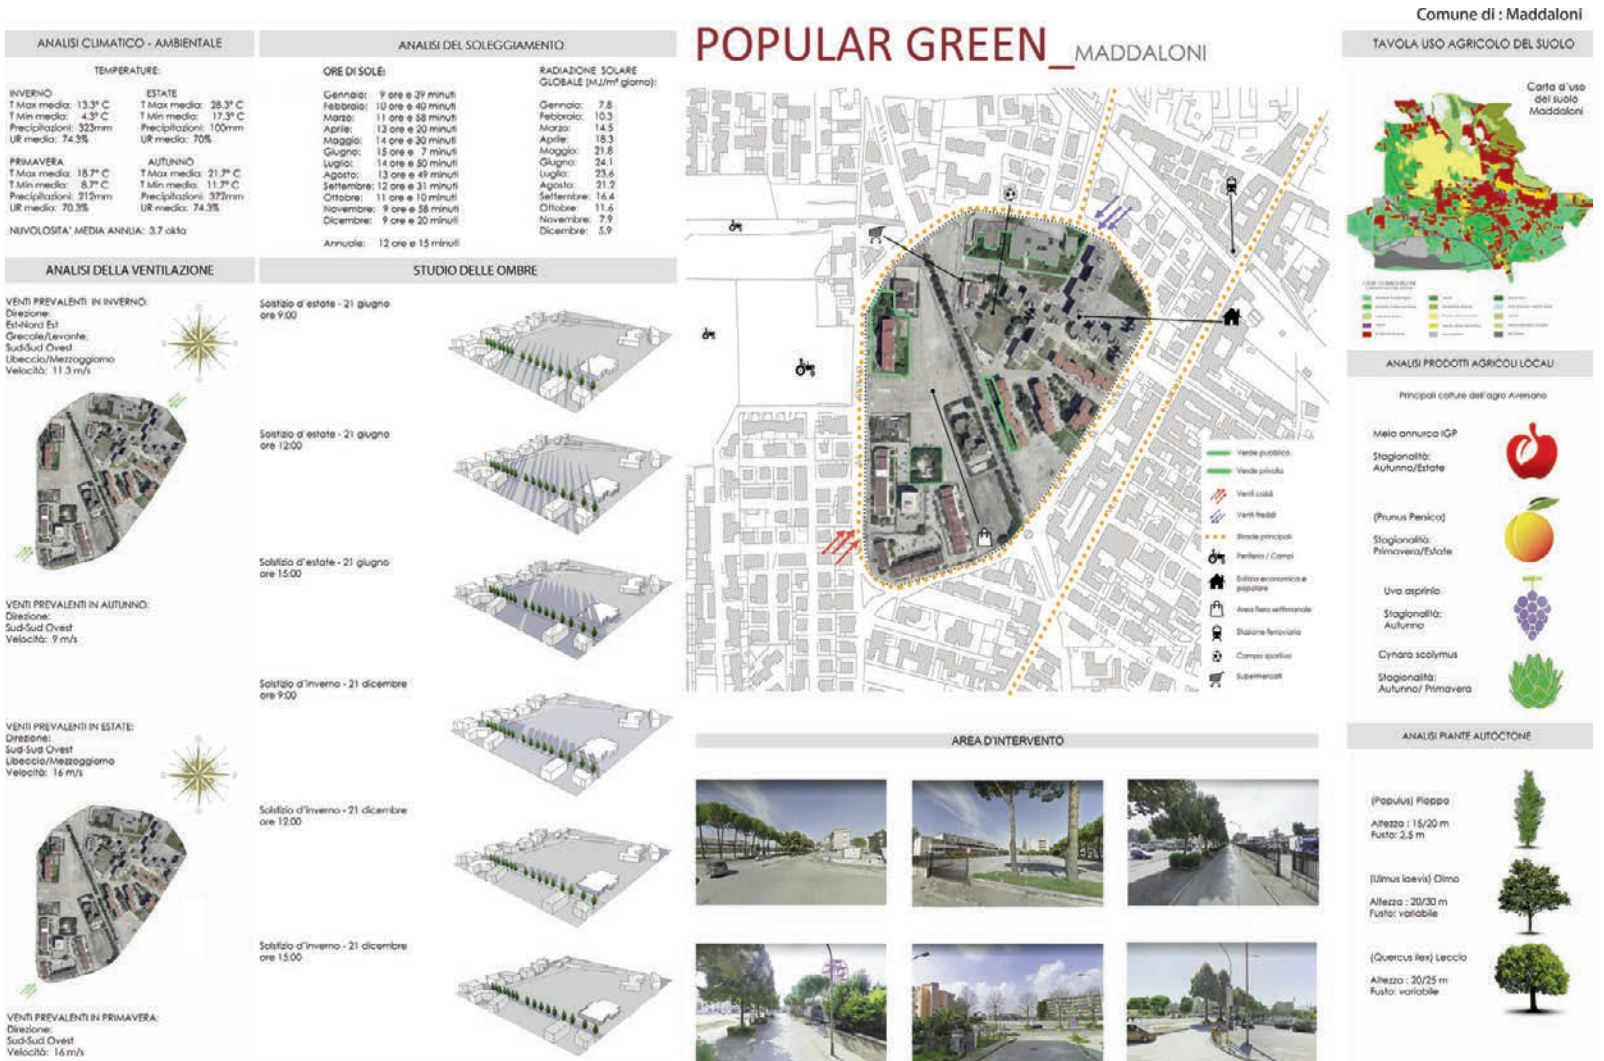 Comune di : Maddaloni
POPULAR GREEN_MADDALONI
ANALISI CLIMATICO - AMBIENTALE
TEMPERATURE:
INVERNO
T Max media: 13.3° C
T Min media: 4.3° C
Precipitazioni: 323mm
UR media: 74.3%
ESTATE
T Max media: 28.3° C
T Min media: 17.3° C
Precipitazioni: 100mm
UR media: 70%
PRIMAVERA
T Max media: 18.7° C
T Min media: 8.7° C
Precipitazioni: 212mm
UR media: 70.3%
AUTUNNO
T Max media: 21.7° C
T Min media: 11.7° C
Precipitazioni: 372mm
UR media: 74.3%
NUVOLOSITA' MEDIA ANNUA: 3.7 okta
ANALISI DEL SOLEGGIAMENTO
ORE DI SOLE:
Gennaio: 9 ore e 39 minuti
Febbraio: 10 ore e 40 minuti
Marzo: 11 ore e 58 minuti
Aprile: 13 ore e 20 minuti
Maggio: 14 ore e 30 minuti
Giugno: 15 ore e 7 minuti
Luglio: 14 ore e 50 minuti
Agosto: 13 ore e 49 minuti
Settembre: 12 ore e 31 minuti
Ottobre: 11 ore e 10 minuti
Novembre: 9 ore e 58 minuti
Dicembre: 9 ore e 20 minuti
Annuale: 12 ore e 15 minuti
RADIAZIONE SOLARE
GLOBALE (MJ/m² giorno):
Gennaio: 7.8
Febbraio: 10.3
Marzo: 14.5
Aprile: 18.3
Maggio: 21.8
Giugno: 24.1
Luglio: 23.6
Agosto: 21.2
Settembre: 16.4
Ottobre: 11.6
Novembre: 7.9
Dicembre: 5.9
ANALISI DELLA VENTILAZIONE
VENTI PREVALENTI IN INVERNO:
Direzione:
Est-Nord Est
Grecale/Levante
Sud-Sud Ovest
Libeccio/Mezzogiorno
Velocità: 11.3 m/s
VENTI PREVALENTI IN AUTUNNO:
Direzione:
Sud-Sud Ovest
Velocità: 9 m/s
VENTI PREVALENTI IN ESTATE:
Direzione:
Sud-Sud Ovest
Libeccio/Mezzogiorno
Velocità: 16 m/s
VENTI PREVALENTI IN PRIMAVERA:
Direzione:
Sud-Sud Ovest
Velocità: 16 m/s
STUDIO DELLE OMBRE
Solstizio d'estate - 21 giugno
ore 9:00
Solstizio d'estate - 21 giugno
ore 12:00
Solstizio d'estate - 21 giugno
ore 15:00
Solstizio d'inverno - 21 dicembre
ore 9:00
Solstizio d'inverno - 21 dicembre
ore 12:00
Solstizio d'inverno - 21 dicembre
ore 15:00
Verde pubblico
Verde privato
Venti caldi
Venti freddi
Strade principali
Periferia / Campi
Edilizia economica e
popolare
Area fiera settimanale
Stazione ferroviaria
Campo sportivo
Supermercati
AREA D'INTERVENTO
TAVOLA USO AGRICOLO DEL SUOLO
Carta d'uso
del suolo
Maddaloni
ANALISI PRODOTTI AGRICOLI LOCALI
Principali colture dell'agro Aversano
Mela annurca IGP
Stagionalità:
Autunno/Estate
(Prunus Persica)
Stagionalità:
Primavera/Estate
Uva asprinio
Stagionalità:
Autunno
Cynara scolymus
Stagionalità:
Autunno/ Primavera
ANALISI PIANTE AUTOCTONE
(Populus) Pioppo
Altezza : 15/20 m
Fusto: 2.5 m
(Ulmus laevis) Olmo
Altezza : 20/30 m
Fusto: variabile
(Quercus ilex) Leccio
Altezza : 20/25 m
Fusto: variabile